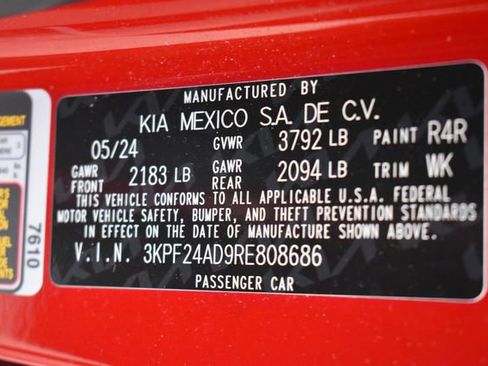 MANUFACTURED BY
KIA MEXICO S.A. DE C.V.
05/24 GVWR 3792 LB PAINT R4R
GAWR FRONT 2183 LB GAWR REAR 2094 LB TRIM WK
THIS VEHICLE CONFORMS TO ALL APPLICABLE U.S.A. FEDERAL
MOTOR VEHICLE SAFETY, BUMPER, AND THEFT PREVENTION STANDARDS
IN EFFECT ON THE DATE OF MANUFACTURE SHOWN ABOVE.
V.I.N. 3KPF24AD9RE808686
PASSENGER CAR
7610